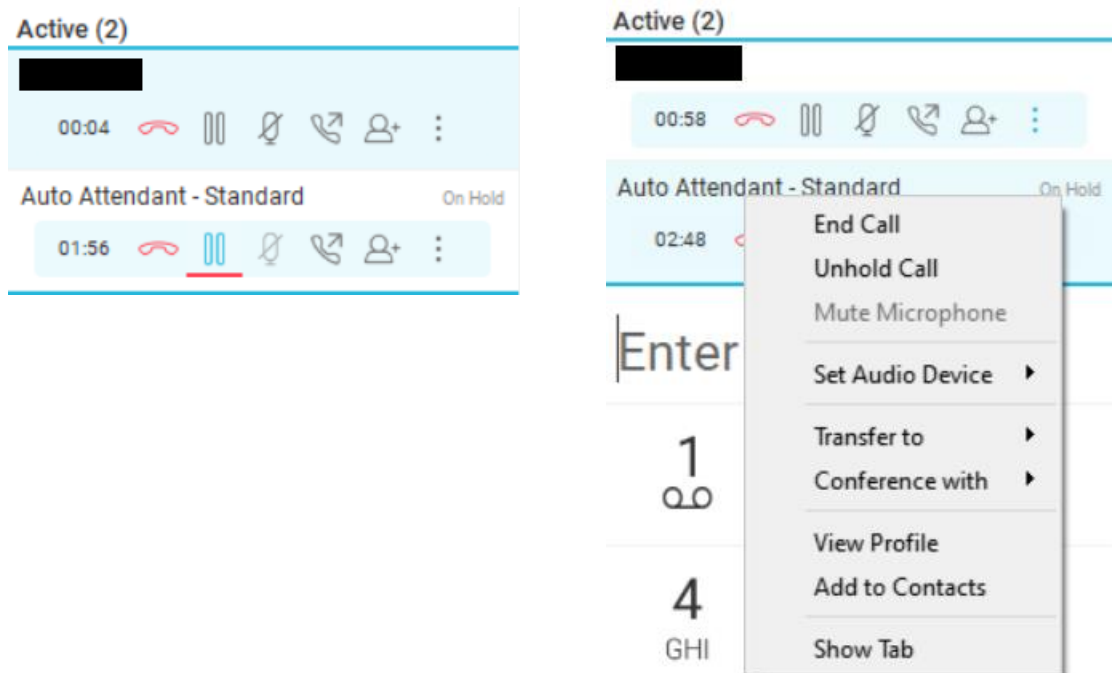 Active (2)
00:04
Auto Attendant - Standard
On Hold
01:56
Active (2)
00:58
Auto Attendant - Standard
On Hold
02:48
End Call
Unhold Call
Mute Microphone
Enter
Set Audio Device
1
Transfer to
Conference with
View Profile
4
Add to Contacts
GHI
Show Tab